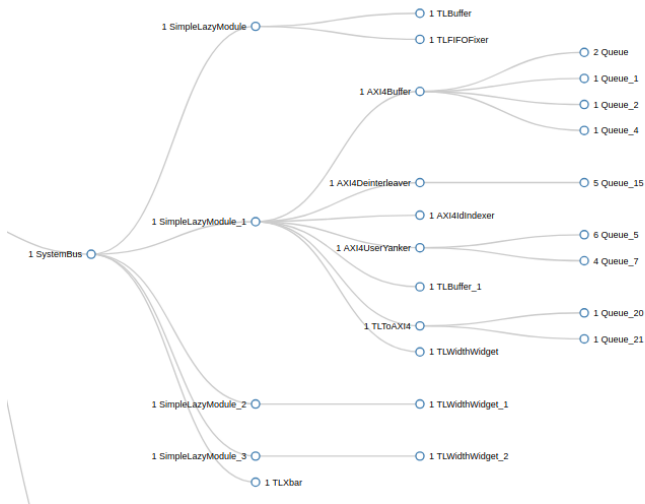 1 TLBuffer
1 SimpleLazyModule
1 TLFIFOFixer
2 Queue
1 Queue_1
1 AXI4Buffer
1 Queue_2
1 Queue_4
1 AXI4Deinterleaver
5 Queue_15
1 AXI4IdIndexer
1 SimpleLazyModule_1
6 Queue_5
1 AXI4UserYanker
1 SystemBus
4 Queue_7
1 TLBuffer_1
1 Queue_20
1 TLToAXI4
1 Queue_21
1 TLWidthWidget
1 SimpleLazyModule_2
1 TLWidthWidget_1
1 SimpleLazyModule_3
1 TLWidthWidget_2
1 TLXbar